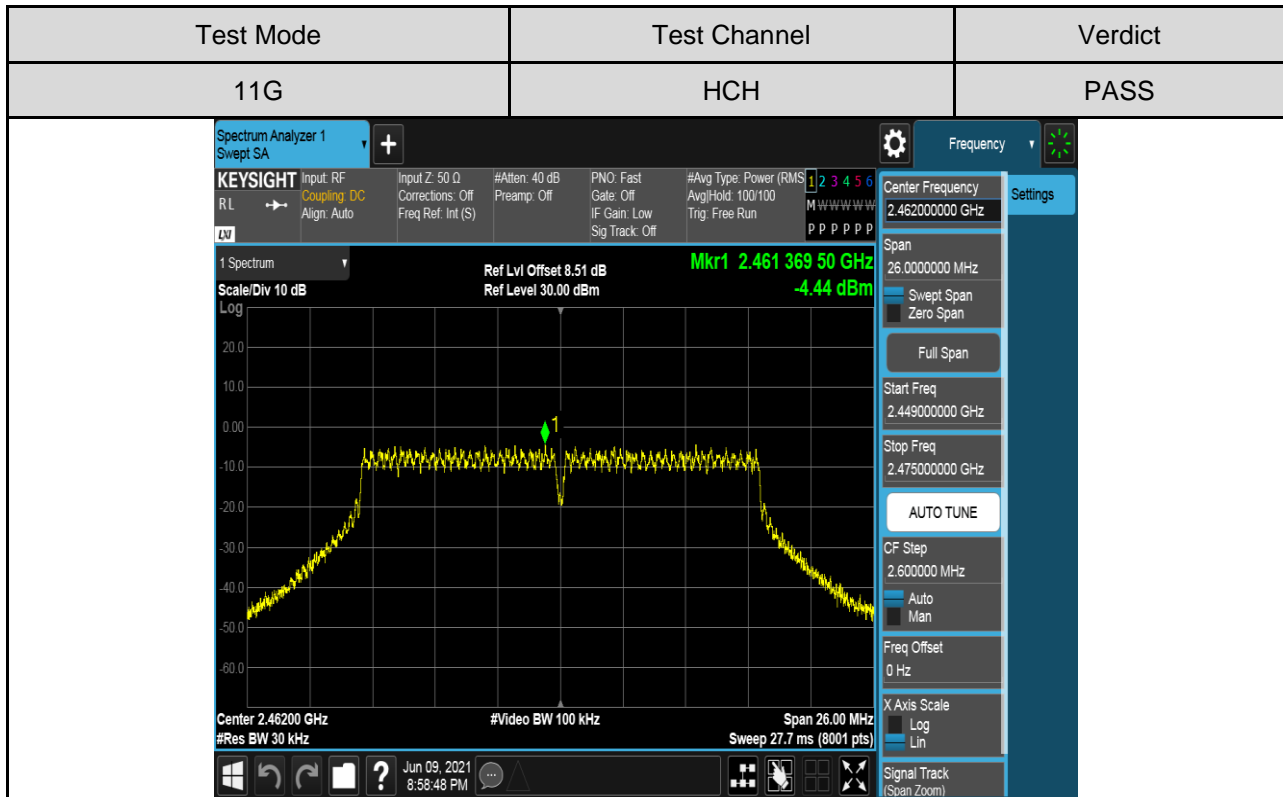 Test Mode Test Channel Verdict
11G HCH PASS
Spectrum Analyzer 1
Swept SA
+
Frequency
KEYSIGHT
RL
LXI
Input: RF
Coupling: DC
Align: Auto
Input Z: 50 Ω
Corrections: Off
Freq Ref: Int (S)
#Atten: 40 dB
Preamp: Off
PNO: Fast
Gate: Off
IF Gain: Low
Sig Track: Off
#Avg Type: Power (RMS
Avg|Hold: 100/100
Trig: Free Run
1 2 3 4 5 6
M W W W W W
P P P P P P
1 Spectrum
Scale/Div 10 dB
Ref Lvl Offset 8.51 dB
Ref Level 30.00 dBm
Mkr1 2.461 369 50 GHz
-4.44 dBm
Log
20.0
10.0
0.00
1
-10.0
-20.0
-30.0
-40.0
-50.0
-60.0
Center 2.46200 GHz
#Video BW 100 kHz
Span 26.00 MHz
#Res BW 30 kHz
Sweep 27.7 ms (8001 pts)
?
Jun 09, 2021
8:58:48 PM
Center Frequency
2.462000000 GHz
Settings
Span
26.0000000 MHz
Swept Span
Zero Span
Full Span
Start Freq
2.449000000 GHz
Stop Freq
2.475000000 GHz
AUTO TUNE
CF Step
2.600000 MHz
Auto
Man
Freq Offset
0 Hz
X Axis Scale
Log
Lin
Signal Track
(Span Zoom)